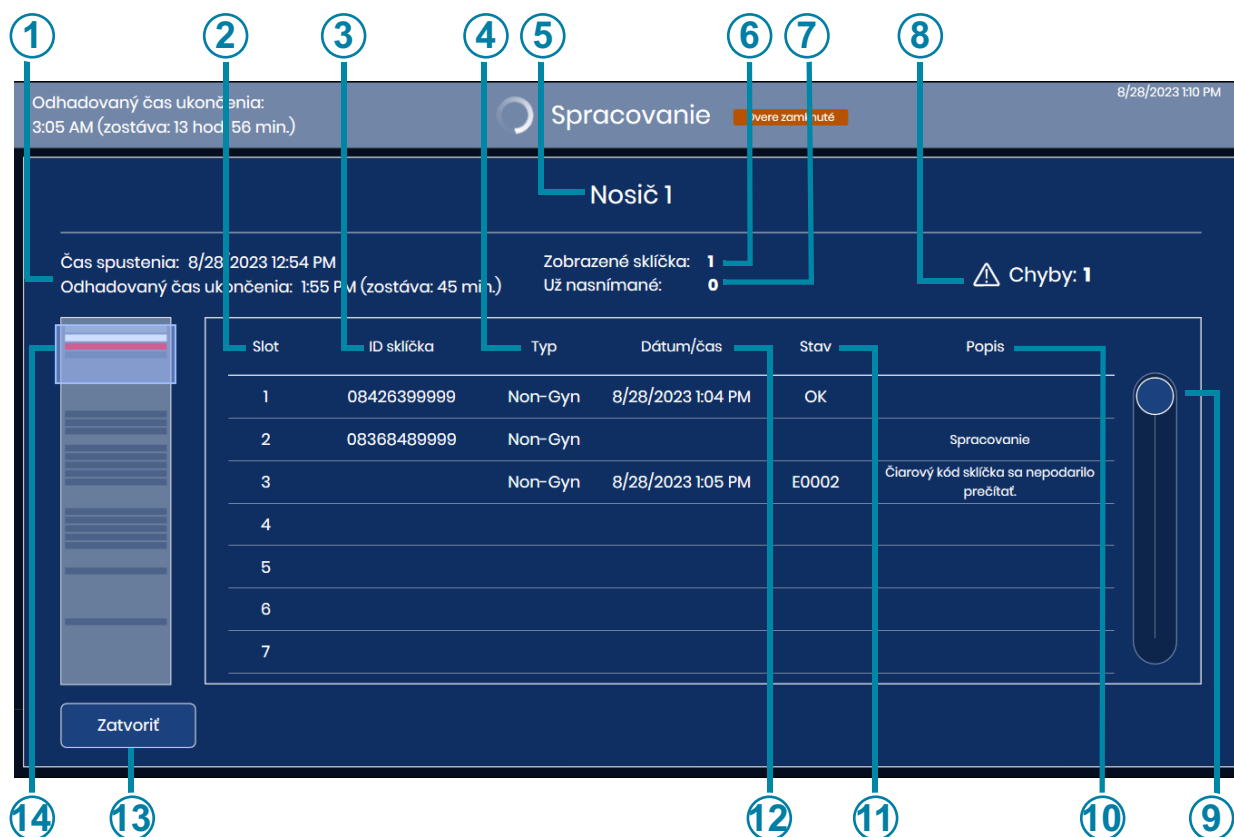 1 2 3 4 5 6 7 8
Odhadovaný čas ukončenia:
3:05 AM (zostáva: 13 hod. 56 min.)
Spracovanie
Dvere zamknuté
8/28/2023 1:10 PM
Nosič 1
Čas spustenia: 8/28/2023 12:54 PM
Odhadovaný čas ukončenia: 1:55 PM (zostáva: 45 min.)
Zobrazené sklíčka: 1
Už nasnímané: 0
Chyby: 1
Slot ID sklíčka Typ Dátum/čas Stav Popis
1 08426399999 Non-Gyn 8/28/2023 1:04 PM OK
2 08368489999 Non-Gyn Spracovanie
3 Non-Gyn 8/28/2023 1:05 PM E0002 Čiarový kód sklíčka sa nepodarilo
prečítať.
4
5
6
7
Zatvoriť
14 13 12 11 10 9